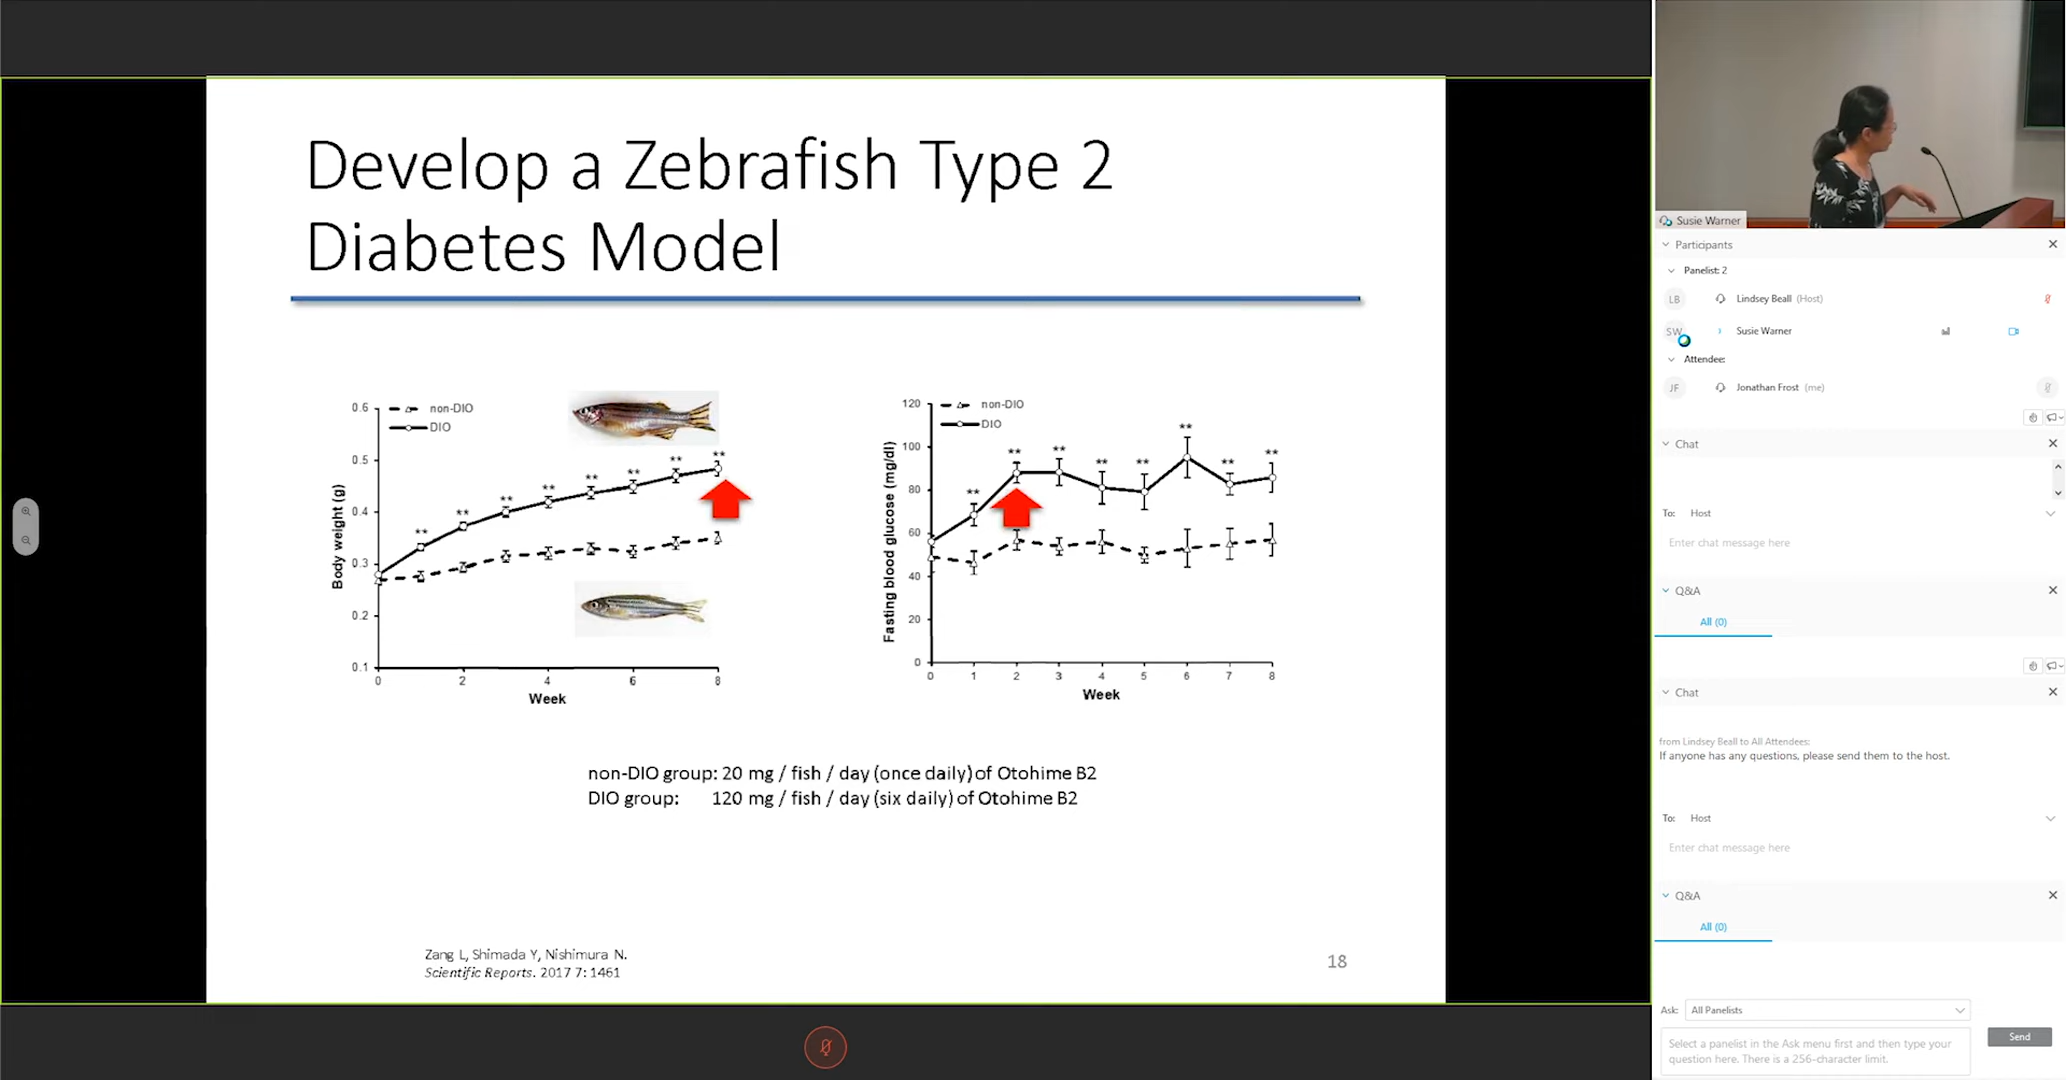 Develop a Zebrafish Type 2
Diabetes Model
non-DIO
DIO
0.6
0.5
0.4
0.3
0.2
0.1
Body weight (g)
** ** ** ** ** ** ** **
0 2 4 6 8
Week
non-DIO
DIO
120
100
80
60
40
20
0
Fasting blood glucose (mg/dl)
** ** ** ** ** ** ** **
0 1 2 3 4 5 6 7 8
Week
non-DIO group: 20 mg / fish / day (once daily) of Otohime B2
DIO group: 120 mg / fish / day (six daily) of Otohime B2
Zang L, Shimada Y, Nishimura N.
Scientific Reports. 2017 7: 1461
18
Susie Warner
Participants
Panelist: 2
LB Lindsey Beall (Host)
SW Susie Warner
Attendee:
JF Jonathan Frost (me)
Chat
To: Host
Enter chat message here
Q&A
All (0)
Chat
from Lindsey Beall to All Attendees:
If anyone has any questions, please send them to the host.
To: Host
Enter chat message here
Q&A
All (0)
Ask: All Panelists
Select a panelist in the Ask menu first and then type your
question here. There is a 256-character limit.
Send